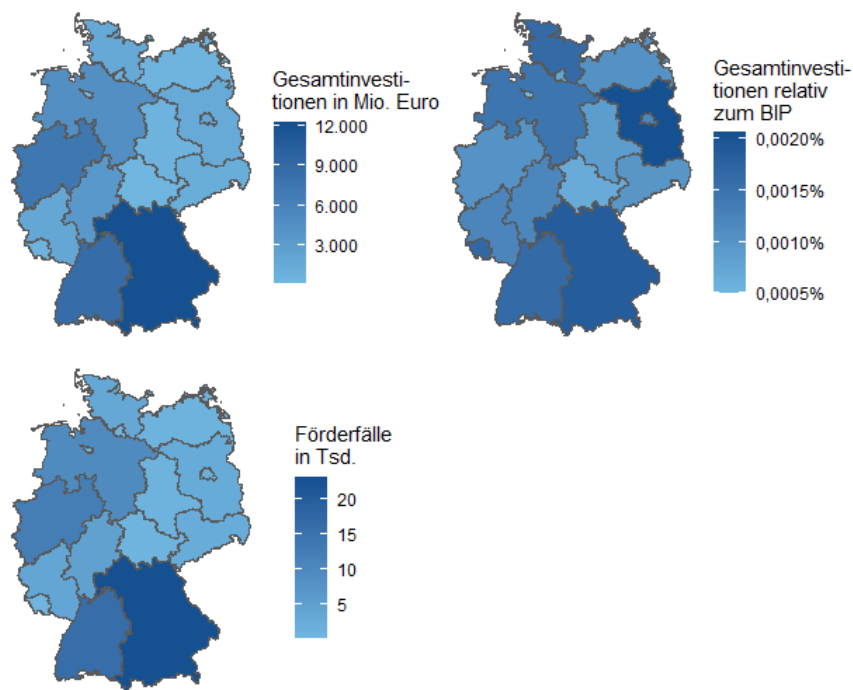 Gesamtinvesti-
tionen in Mio. Euro
12.000
9.000
6.000
3.000
Gesamtinvesti-
tionen relativ
zum BIP
0,0020%
0,0015%
0,0010%
0,0005%
Förderfälle
in Tsd.
20
15
10
5